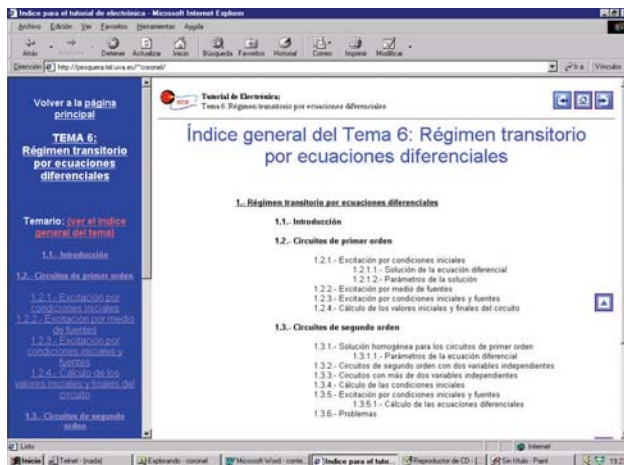 Indice para el tutorial de electrónica - Microsoft Internet Explorer
Archivo Edición Ver Favoritos Herramientas Ayuda
Atrás Detener Actualizar Inicio Búsqueda Favoritos Historial Correo Imprimir Modificar
Dirección http://pesquera.tel.uva.es/~coronel/ Ir a Vínculos
Volver a la página
principal
TEMA 6:
Régimen transitorio
por ecuaciones
diferenciales
Temario: (ver el índice
general del tema)
1.1.- Introducción
1.2.- Circuitos de primer orden
1.2.1.- Excitación por
condiciones iniciales
1.2.2.- Excitación por medio
de fuentes
1.2.3.- Excitación por
condiciones iniciales y
fuentes
1.2.4.- Cálculo de los
valores iniciales y finales del
circuito
1.3.- Circuitos de segundo
orden
Tutorial de Electrónica:
Tema 6: Régimen transitorio por ecuaciones diferenciales.
Índice general del Tema 6: Régimen transitorio
por ecuaciones diferenciales
1.- Régimen transitorio por ecuaciones diferenciales
1.1.- Introducción
1.2.- Circuitos de primer orden
1.2.1.- Excitación por condiciones iniciales
1.2.1.1.- Solución de la ecuación diferencial
1.2.1.2.- Parámetros de la solución
1.2.2.- Excitación por medio de fuentes
1.2.3.- Excitación por condiciones iniciales y fuentes
1.2.4.- Cálculo de los valores iniciales y finales del circuito
1.3.- Circuitos de segundo orden
1.3.1.- Solución homogénea para los circuitos de primer orden
1.3.1.1.- Parámetros de la ecuación diferencial
1.3.2.- Circuitos de segundo orden con dos variables independientes
1.3.3.- Circuitos con más de dos variables independientes
1.3.4.- Cálculo de las condiciones iniciales
1.3.5.- Excitación por condiciones iniciales y fuentes
1.3.5.1.- Cálculo de las ecuaciones diferenciales
1.3.6.- Problemas
Listo Internet
Inicio Telnet - (nada) Explorando - coronel Microsoft Word - conte... Indice para el tuto... Reproductor de CD - [... Sin título - Paint